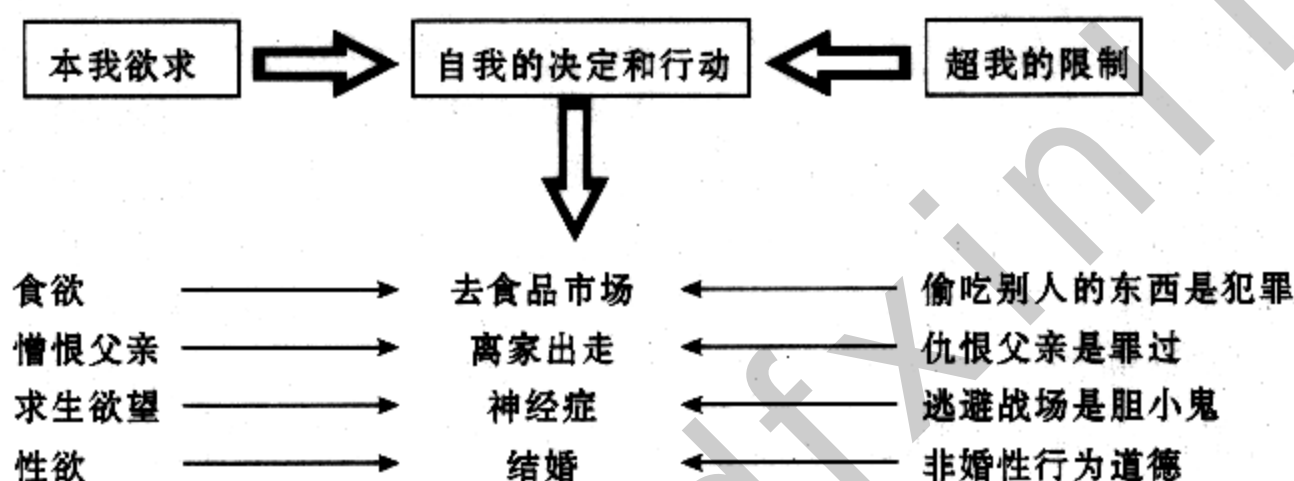 本我欲求 自我的决定和行动 超我的限制
食欲 去食品市场 偷吃别人的东西是犯罪
憎恨父亲 离家出走 仇恨父亲是罪过
求生欲望 神经症 逃避战场是胆小鬼
性欲 结婚 非婚性行为道德
dfxinli